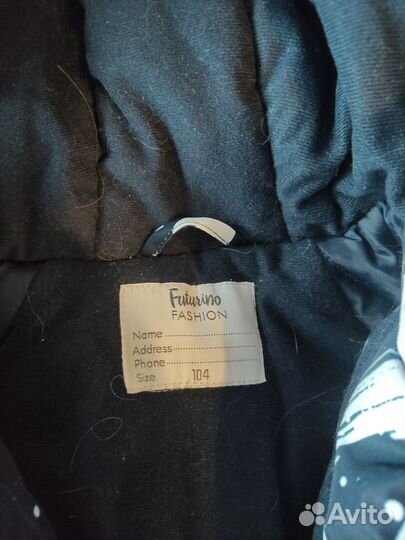 Futurino
FASHION
Name
Address
Phone
Size 104
Avito